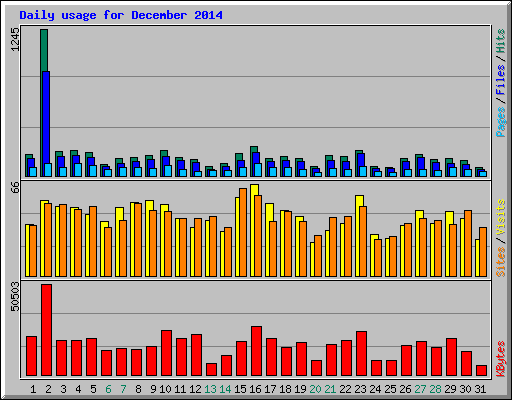 Daily usage for December 2014
1245
Pages / Files / Hits
66
Sites / Visits
50503
KBytes
1 2 3 4 5 6 7 8 9 10 11 12 13 14 15 16 17 18 19 20 21 22 23 24 25 26 27 28 29 30 31